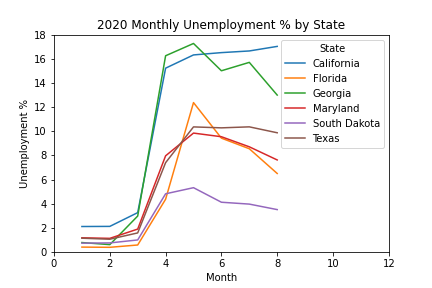 2020 Monthly Unemployment % by State
18
16
14
12
10
8
6
4
2
0
Unemployment %
State
California
Florida
Georgia
Maryland
South Dakota
Texas
0 2 4 6 8 10 12
Month